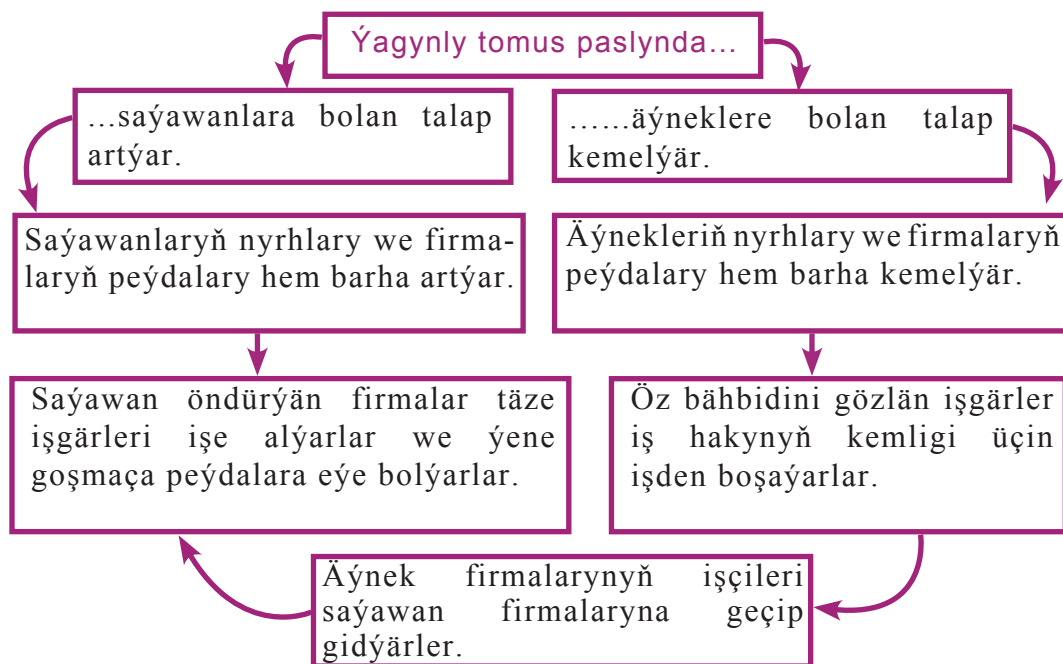 Ýagynly tomus paslynda...
...saýawanlara bolan talap
artýar.
......äýneklere bolan talap
kemelýär.
Saýawanlaryň nyrhlary we firma-
laryň peýdalary hem barha artýar.
Äýnekleriň nyrhlary we firmalaryň
peýdalary hem barha kemelýär.
Saýawan öndürýän firmalar täze
işgärleri işe alýarlar we ýene
goşmaça peýdalara eýe bolýarlar.
Öz bähbidini gözlän işgärler
iş hakynyň kemligi üçin
işden boşaýarlar.
Äýnek firmalarynyň işçileri
saýawan firmalaryna geçip
gidýärler.